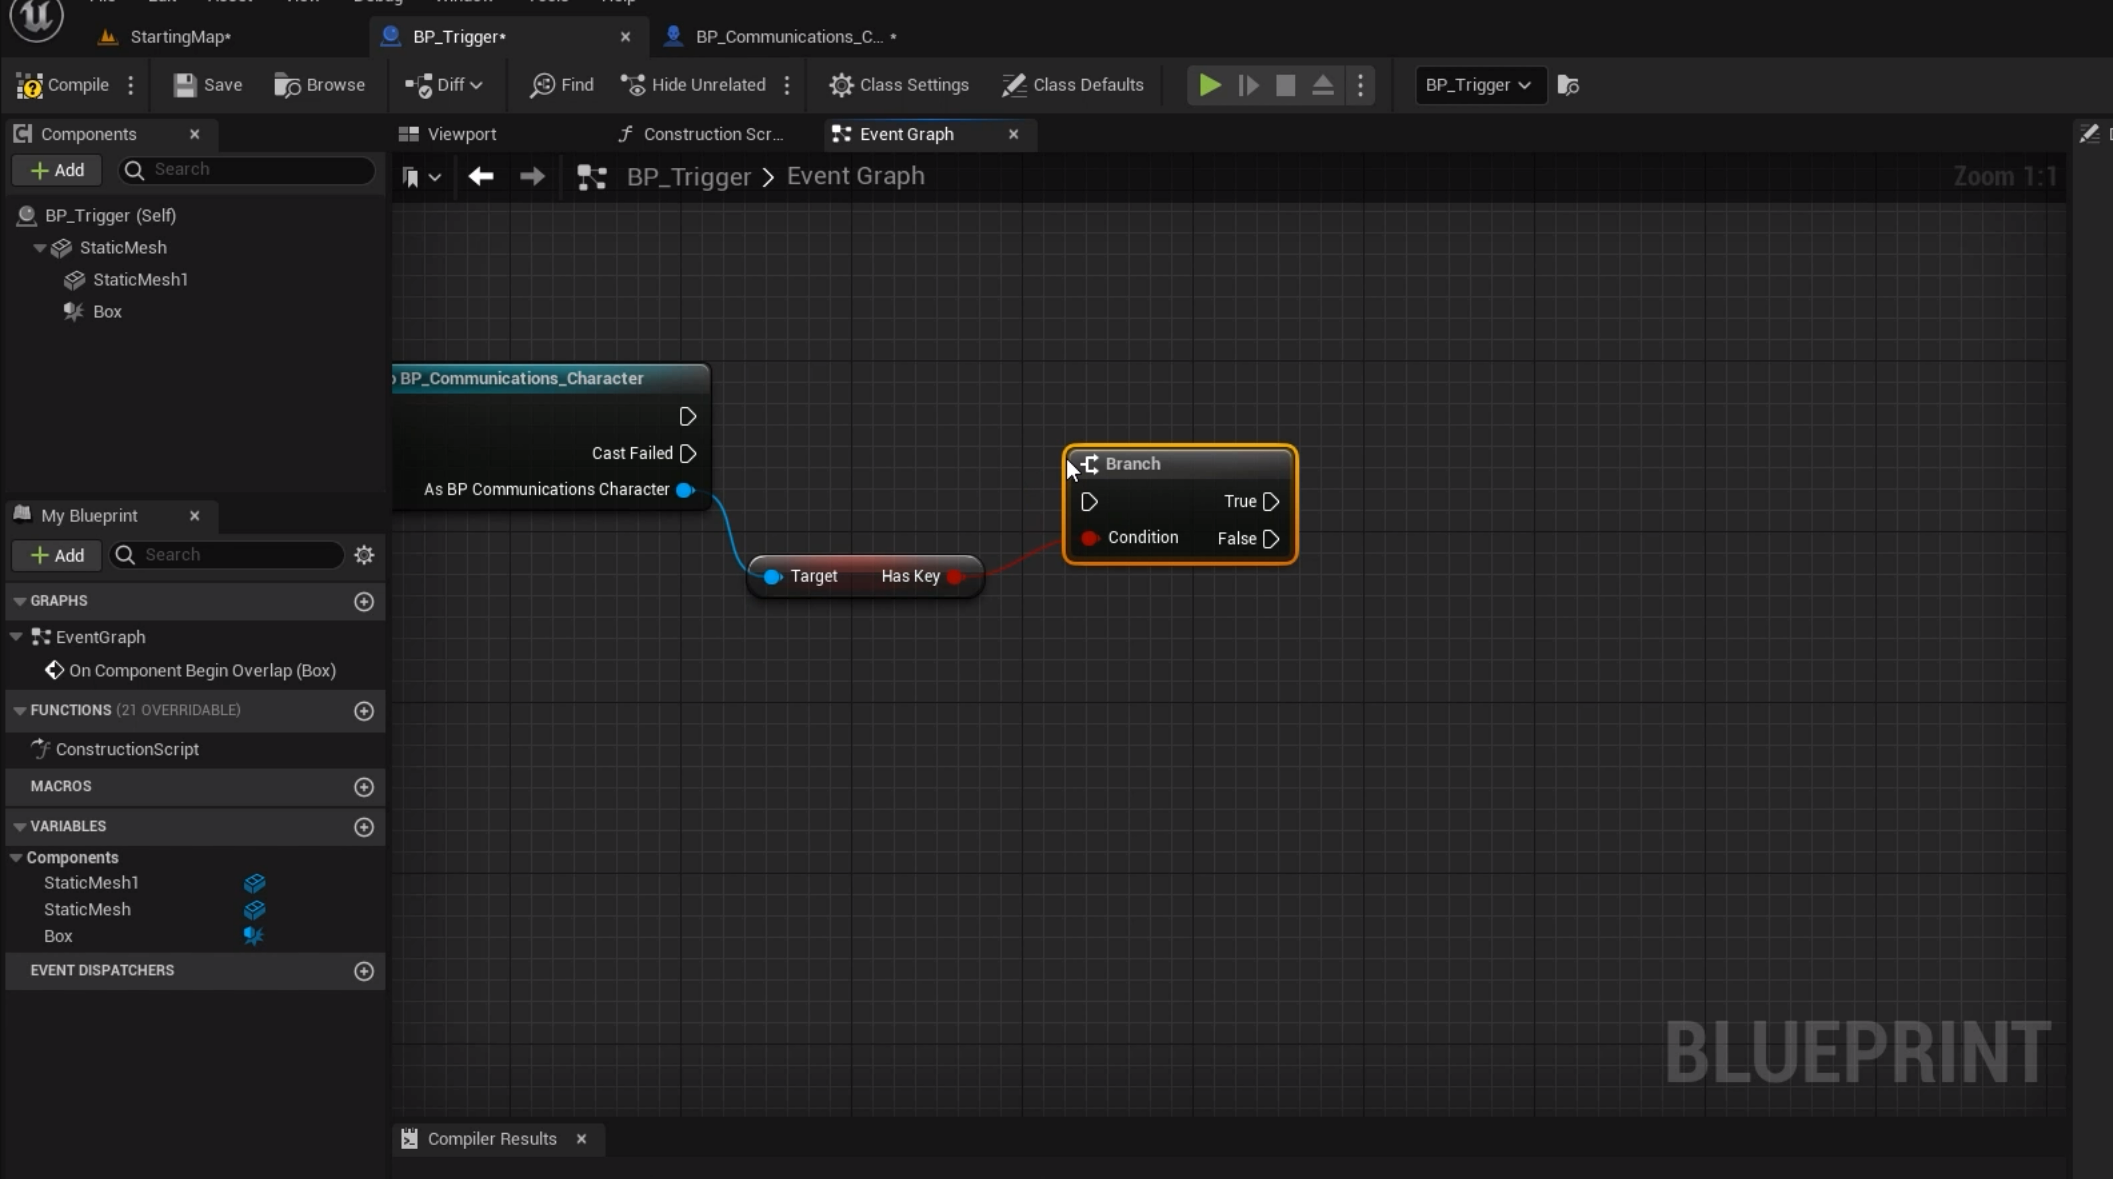 StartingMap*
BP_Trigger*
BP_Communications_C... *
Compile
Save
Browse
Diff
Find
Hide Unrelated
Class Settings
Class Defaults
BP_Trigger
Components
Viewport
Construction Scr...
Event Graph
Add
Search
BP_Trigger > Event Graph
Zoom 1:1
BP_Trigger (Self)
StaticMesh
StaticMesh1
Box
BP_Communications_Character
Cast Failed
As BP Communications Character
Branch
True
Condition
False
Target
Has Key
My Blueprint
Add
Search
GRAPHS
EventGraph
On Component Begin Overlap (Box)
FUNCTIONS (21 OVERRIDABLE)
ConstructionScript
MACROS
VARIABLES
Components
StaticMesh1
StaticMesh
Box
EVENT DISPATCHERS
BLUEPRINT
Compiler Results